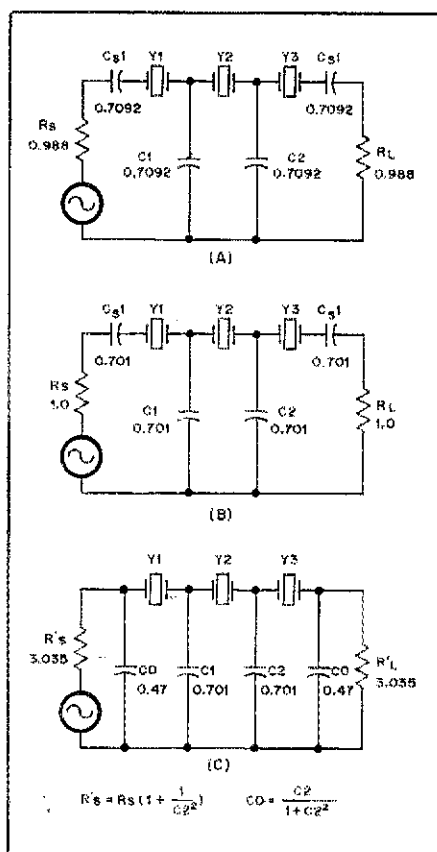 Cs1 Y1 Y2 Y3 Cs1
0.7092 0.7092
Rs
0.988
C1
0.7092
C2
0.7092
RL
0.988
(A)
Cs1 Y1 Y2 Y3 Cs1
0.701 0.701
Rs
1.0
C1
0.701
C2
0.701
RL
1.0
(B)
Y1 Y2 Y3
R's
3.035
C0
0.47
C1
0.701
C2
0.701
C0
0.47
R'L
3.035
(C)
R's = Rs(1 + 1/C2²) C0 = C2/1+C2²